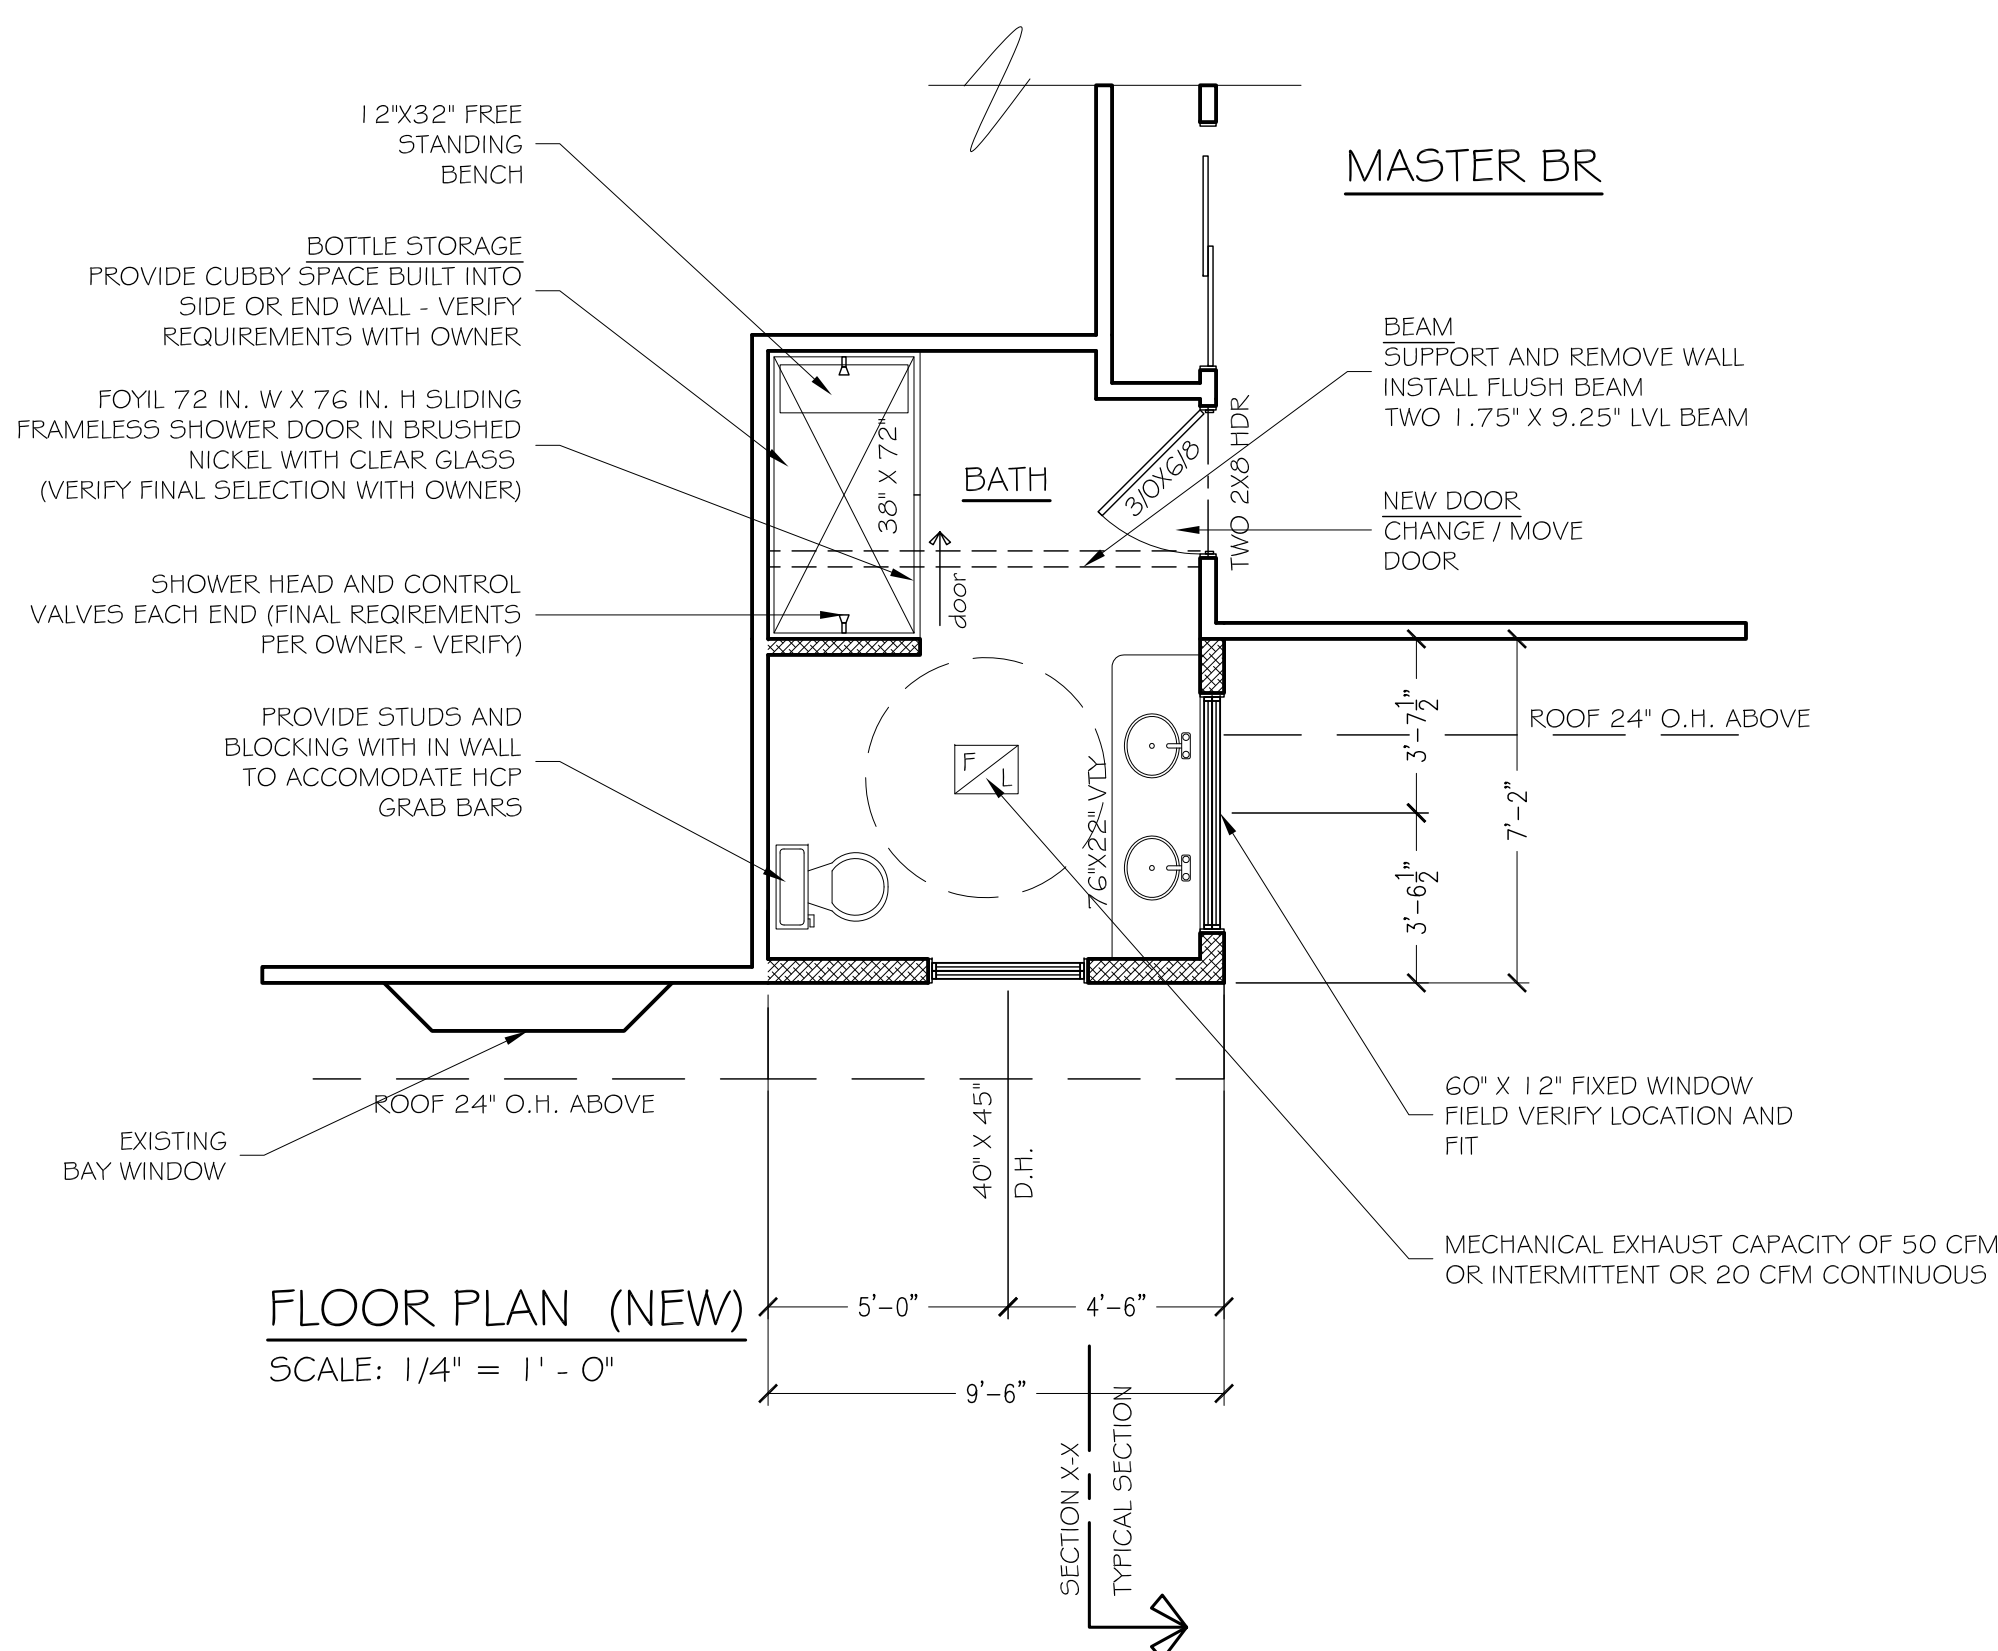 12"X32" FREE
STANDING
BENCH
BOTTLE STORAGE
PROVIDE CUBBY SPACE BUILT INTO
SIDE OR END WALL - VERIFY
REQUIREMENTS WITH OWNER
FOYIL 72 IN. W X 76 IN. H SLIDING
FRAMELESS SHOWER DOOR IN BRUSHED
NICKEL WITH CLEAR GLASS
(VERIFY FINAL SELECTION WITH OWNER)
SHOWER HEAD AND CONTROL
VALVES EACH END (FINAL REQIREMENTS
PER OWNER - VERIFY)
PROVIDE STUDS AND
BLOCKING WITH IN WALL
TO ACCOMODATE HCP
GRAB BARS
MASTER BR
BEAM
SUPPORT AND REMOVE WALL
INSTALL FLUSH BEAM
TWO 1.75" X 9.25" LVL BEAM
NEW DOOR
CHANGE / MOVE
DOOR
BATH
38" X 72"
door
3/0X6/8
TWO 2X8 HDR
F
L
76"X22" VTY
3'-7 1/2"
3'-6 1/2"
7'-2"
ROOF 24" O.H. ABOVE
ROOF 24" O.H. ABOVE
EXISTING
BAY WINDOW
40" X 45"
D.H.
60" X 12" FIXED WINDOW
FIELD VERIFY LOCATION AND
FIT
MECHANICAL EXHAUST CAPACITY OF 50 CFM
OR INTERMITTENT OR 20 CFM CONTINUOUS
5'-0"
4'-6"
9'-6"
FLOOR PLAN (NEW)
SCALE: 1/4" = 1' - 0"
SECTION X-X
TYPICAL SECTION